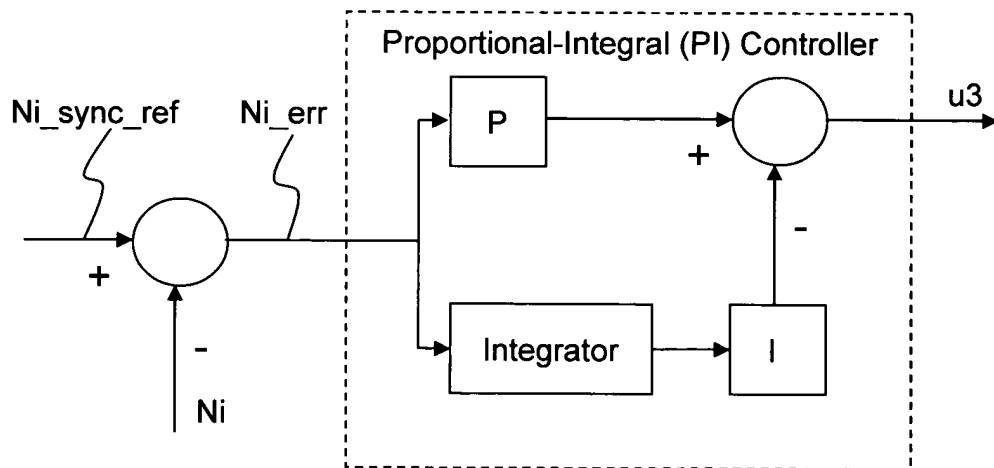 Proportional-Integral (PI) Controller
Ni_sync_ref
Ni_err
P
u3
+
+
-
-
Integrator
I
Ni